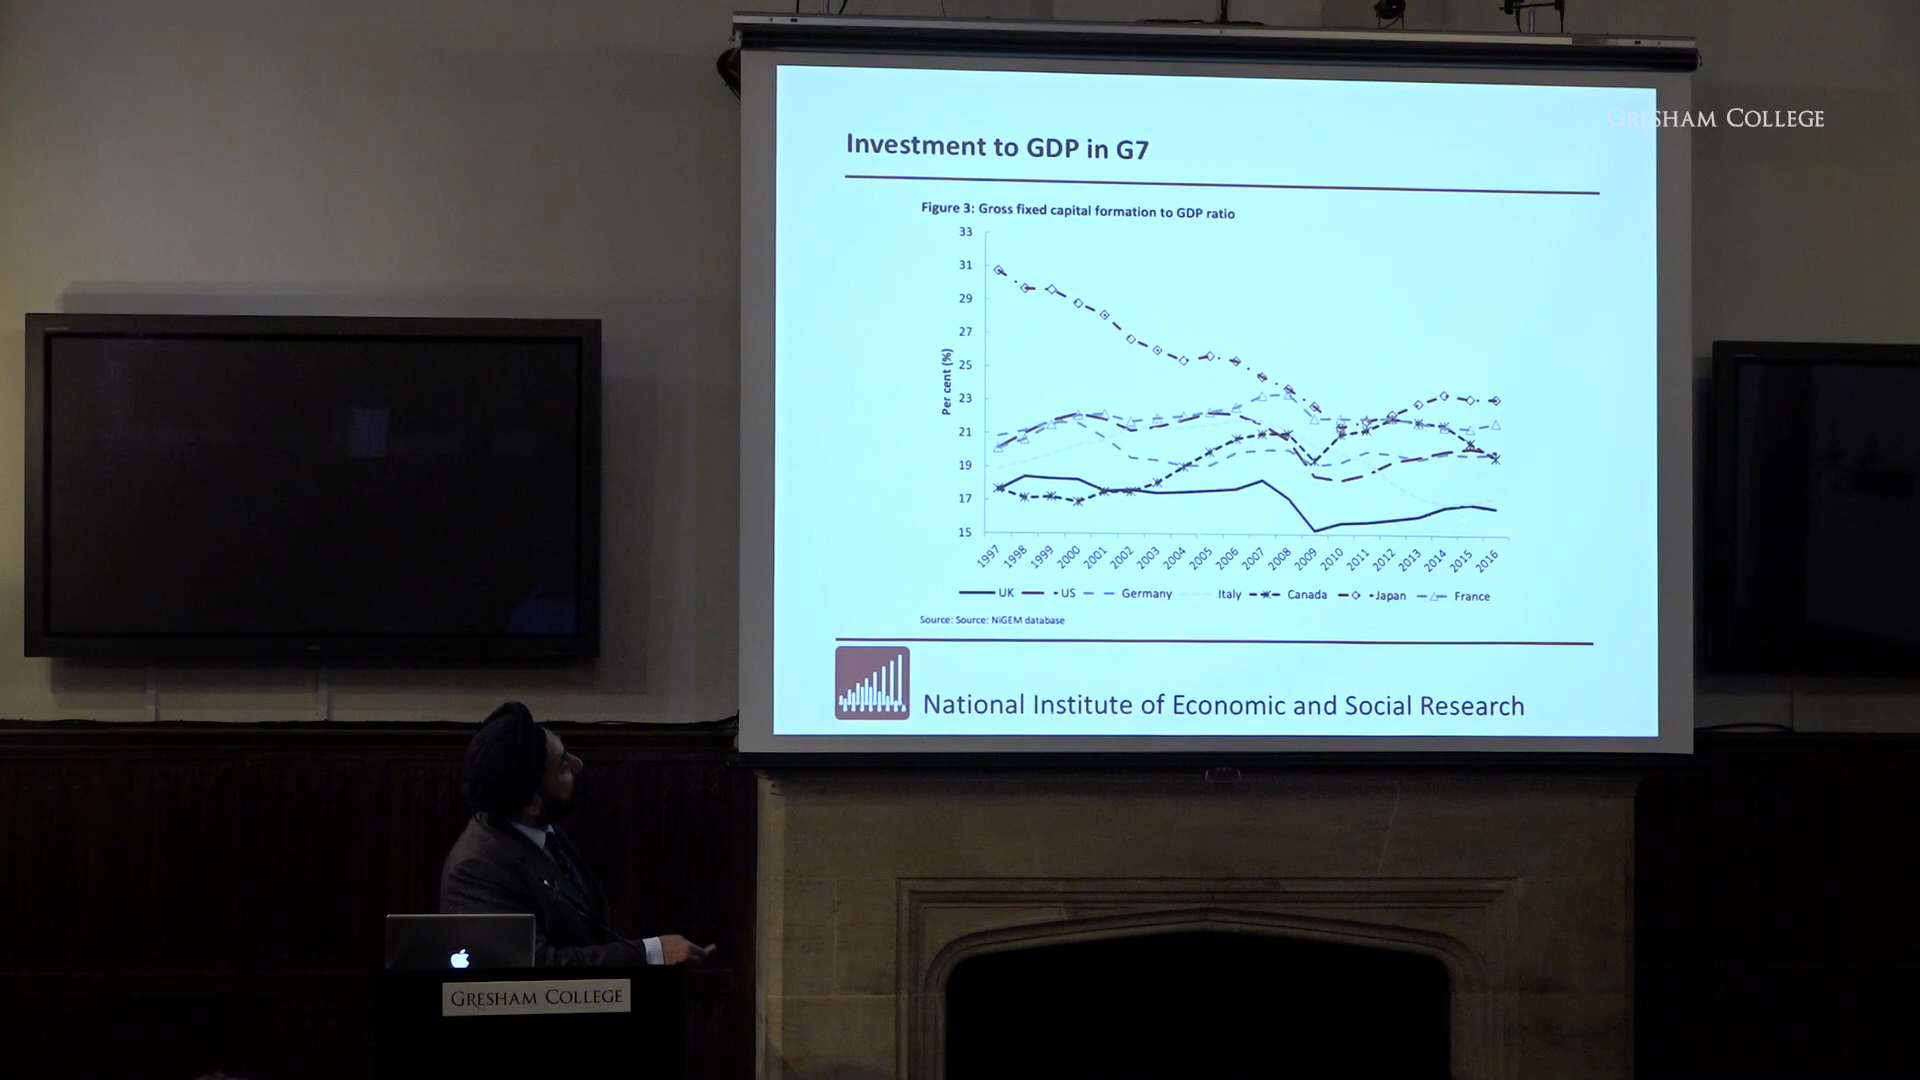 GRESHAM COLLEGE
Investment to GDP in G7
Figure 3: Gross fixed capital formation to GDP ratio
33
31
29
27
25
23
21
19
17
15
Per cent (%)
1997 1998 1999 2000 2001 2002 2003 2004 2005 2006 2007 2008 2009 2010 2011 2012 2013 2014 2015 2016
UK US Germany Italy Canada Japan France
Source: Source: NiGEM database
National Institute of Economic and Social Research
GRESHAM COLLEGE